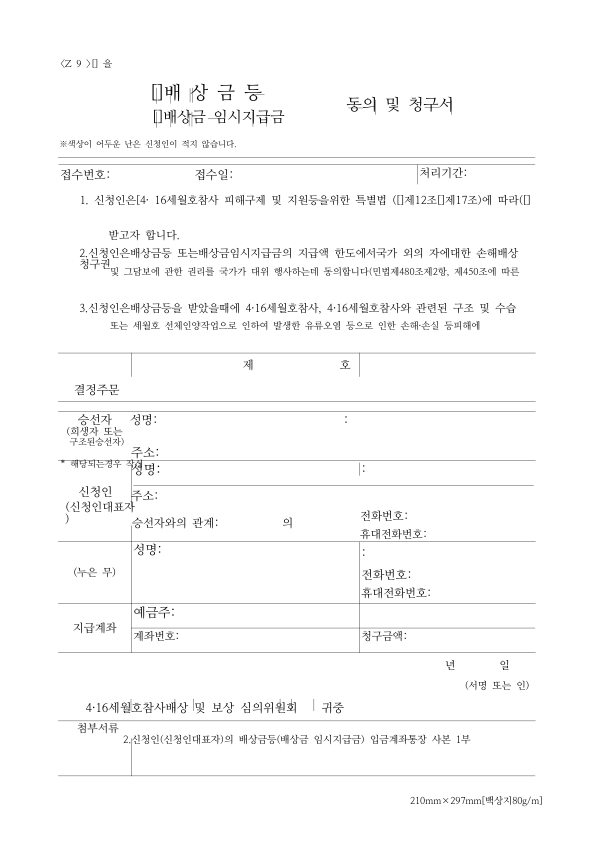 〈Z 9 〉[] 올
[]배 상 금 등
동의 및 청구서
[]배상금 임시지급금
※색상이 어두운 난은 신청인이 적지 않습니다.
접수번호: 접수일: 처리기간:
1. 신청인은[4· 16세월호참사 피해구제 및 지원등을위한 특별법 ([]제12조[]제17조)에 따라([]
받고자 합니다.
2.신청인은배상금등 또는배상금임시지급금의 지급액 한도에서국가 외의 자에대한 손해배상
청구권
및 그담보에 관한 권리를 국가가 대위 행사하는데 동의합니다(민법제480조제2항, 제450조에 따른
3.신청인은배상금등을 받았을때에 4·16세월호참사, 4·16세월호참사와 관련된 구조 및 수습
또는 세월호 선체인양작업으로 인하여 발생한 유류오염 등으로 인한 손해·손실 등피해에
제 호
결정주문
승선자 성명: :
(희생자 또는
구조된승선자)
주소:
* 해당되는경우 작성
성명: :
신청인 주소:
(신청인대표자
)
승선자와의 관계: 의 전화번호:
휴대전화번호:
성명: :
(누은 무) 전화번호:
휴대전화번호:
예금주:
지급계좌
계좌번호: 청구금액:
년 일
(서명 또는 인)
4·16세월호참사배상 및 보상 심의위원회 귀중
첨부서류
2.신청인(신청인대표자)의 배상금등(배상금 임시지급금) 입금계좌통장 사본 1부
210mm×297mm[백상지80g/m]